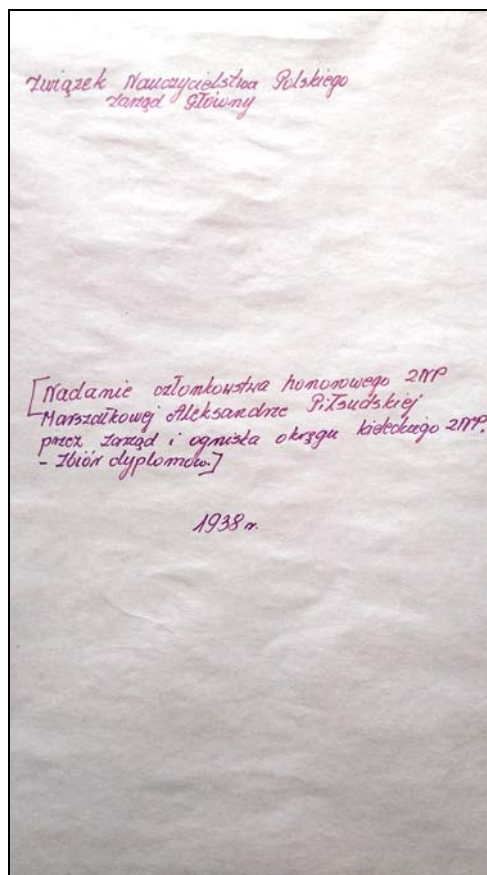 Związek Nauczycielstwa Polskiego
Zarząd Główny
[Nadanie członkowstwa honorowego ZNP
Marszałkowej Aleksandrze Piłsudskiej
przez Zarząd i ogniska okręgu kieleckiego ZNP.
- Zbiór dyplomów.]
1938 r.